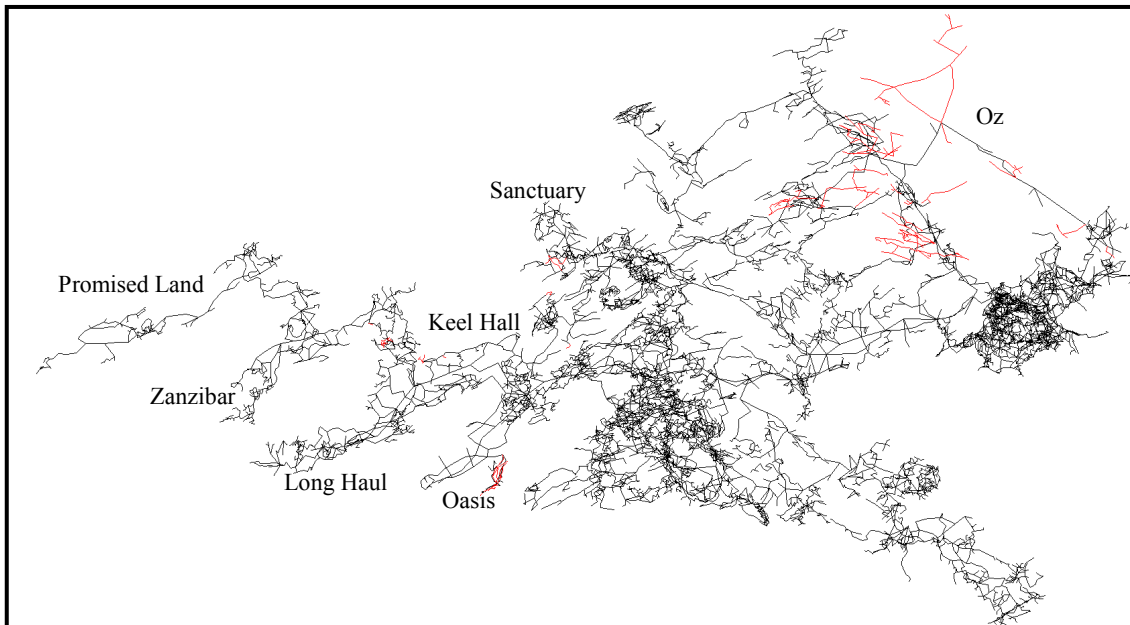 Oz
Sanctuary
Promised Land
Keel Hall
Zanzibar
Long Haul
Oasis